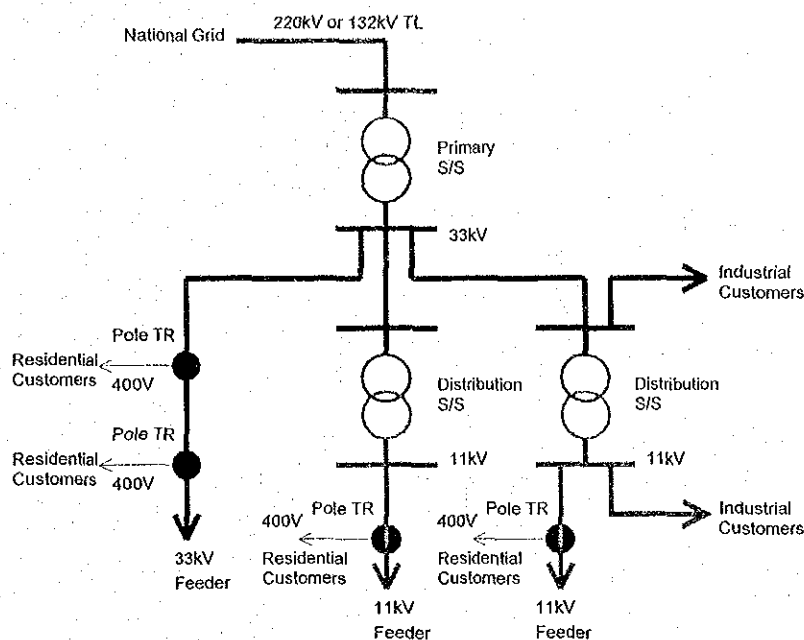 220kV or 132kV TL
National Grid
Primary
S/S
33kV
Industrial
Customers
Pole TR
Residential
Customers
400V
Distribution
S/S
Distribution
S/S
Pole TR
Residential
Customers
400V
11kV
11kV
Pole TR
400V
Residential
Customers
Pole TR
400V
Residential
Customers
Industrial
Customers
33kV
Feeder
11kV
Feeder
11kV
Feeder